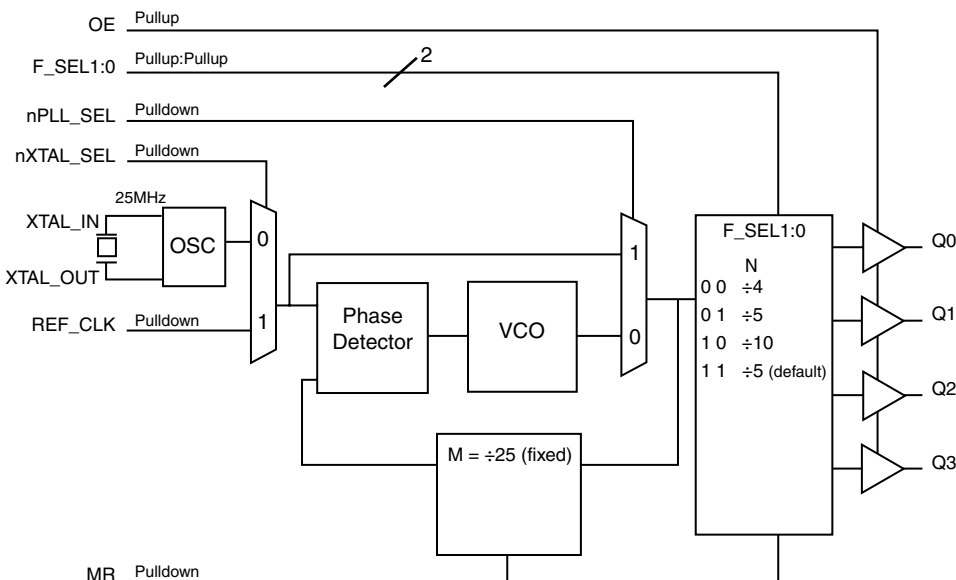 OE Pullup
F_SEL1:0 Pullup:Pullup 2
nPLL_SEL Pulldown
nXTAL_SEL Pulldown
25MHz
XTAL_IN
OSC
XTAL_OUT
0
1
REF_CLK Pulldown
Phase
Detector
VCO
1
0
M = ÷25 (fixed)
F_SEL1:0
N
0 0 ÷4
0 1 ÷5
1 0 ÷10
1 1 ÷5 (default)
Q0
Q1
Q2
Q3
MR Pulldown